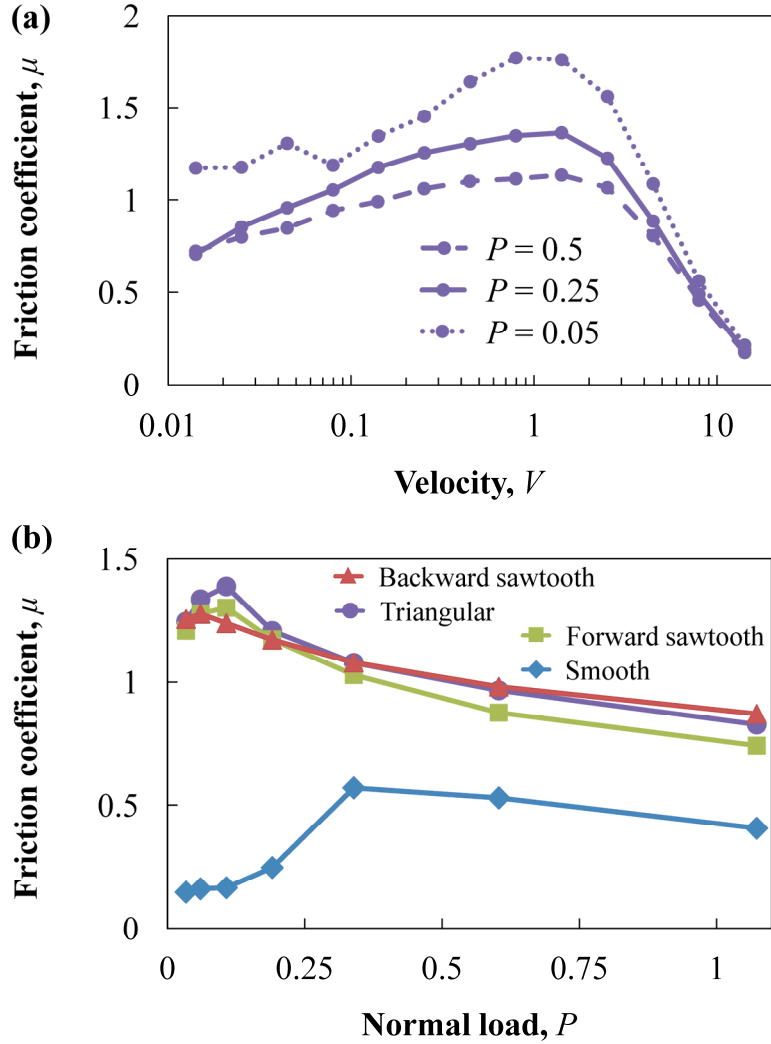 (a)
2
1.5
1
0.5
0
Friction coefficient, μ
P = 0.5
P = 0.25
P = 0.05
0.01 0.1 1 10
Velocity, V
(b)
1.5
1
0.5
0
Friction coefficient, μ
Backward sawtooth
Triangular
Forward sawtooth
Smooth
0 0.25 0.5 0.75 1
Normal load, P